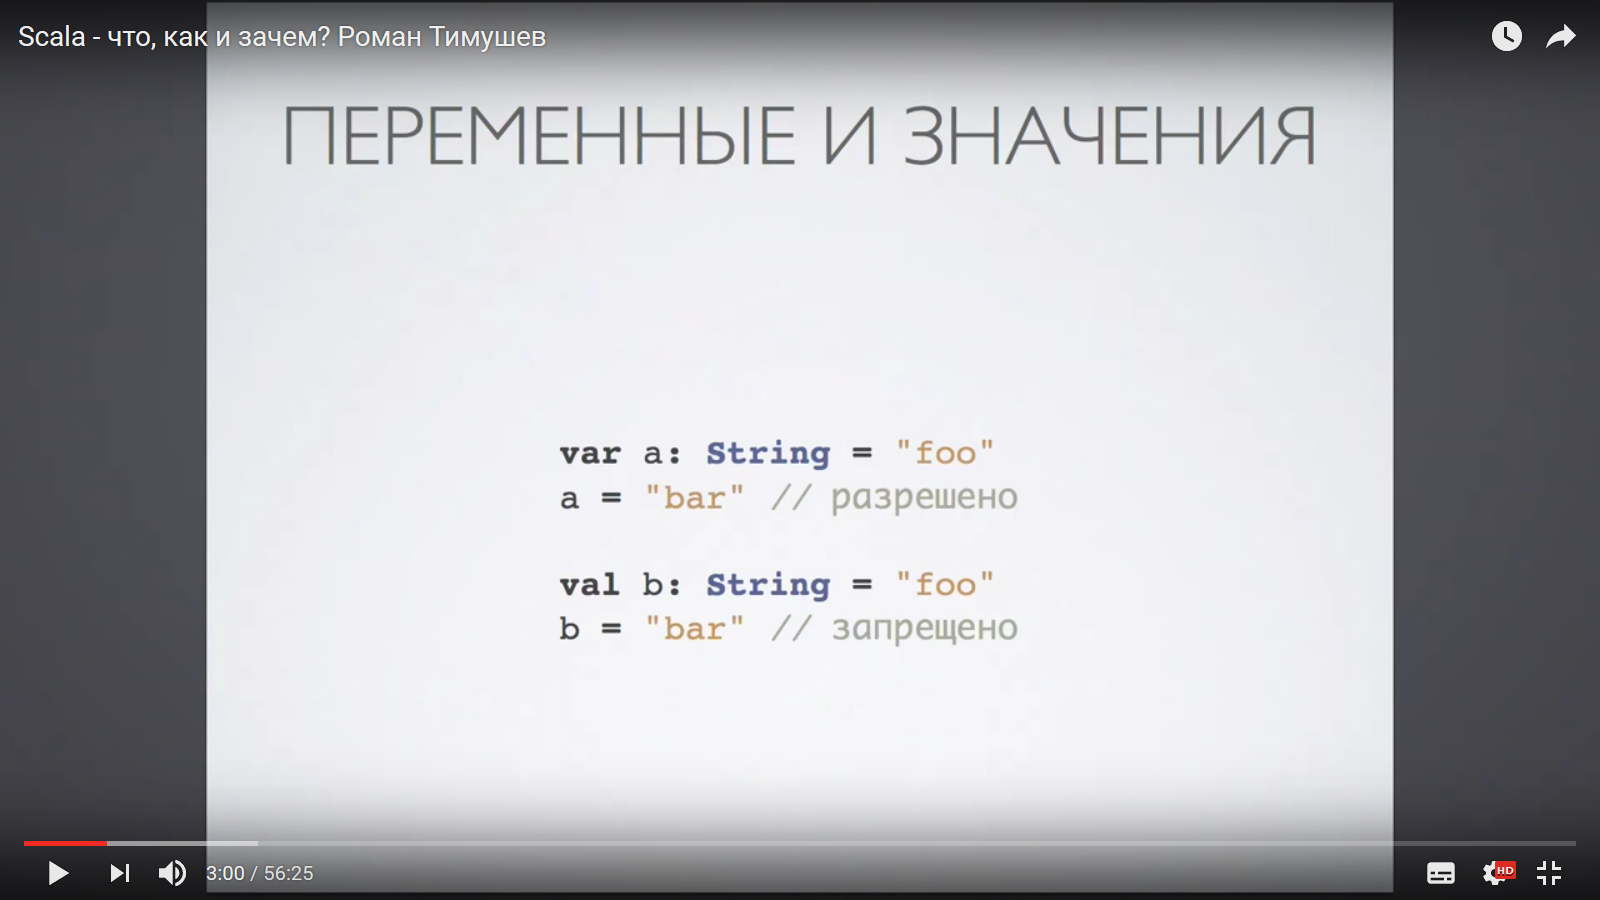 Scala - что, как и зачем? Роман Тимушев
ПЕРЕМЕННЫЕ И ЗНАЧЕНИЯ
var a: String = "foo"
a = "bar" // разрешено
val b: String = "foo"
b = "bar" // запрещено
3:00 / 56:25
HD